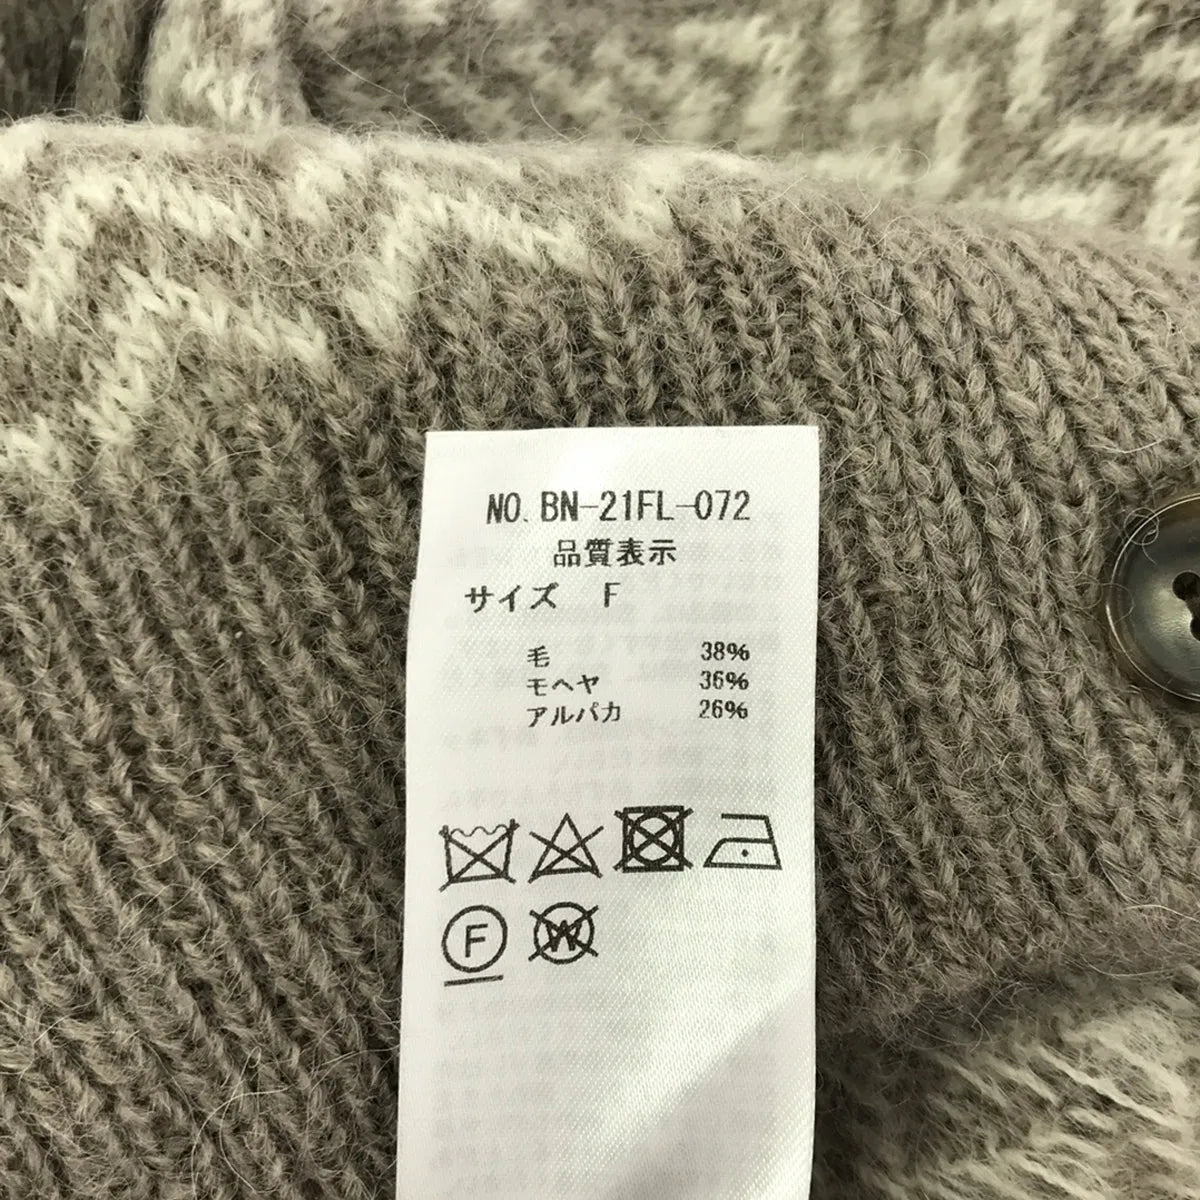 NO. BN-21FL-072
品質表示
サイズ F
毛 38%
モヘヤ 36%
アルパカ 26%
F
W